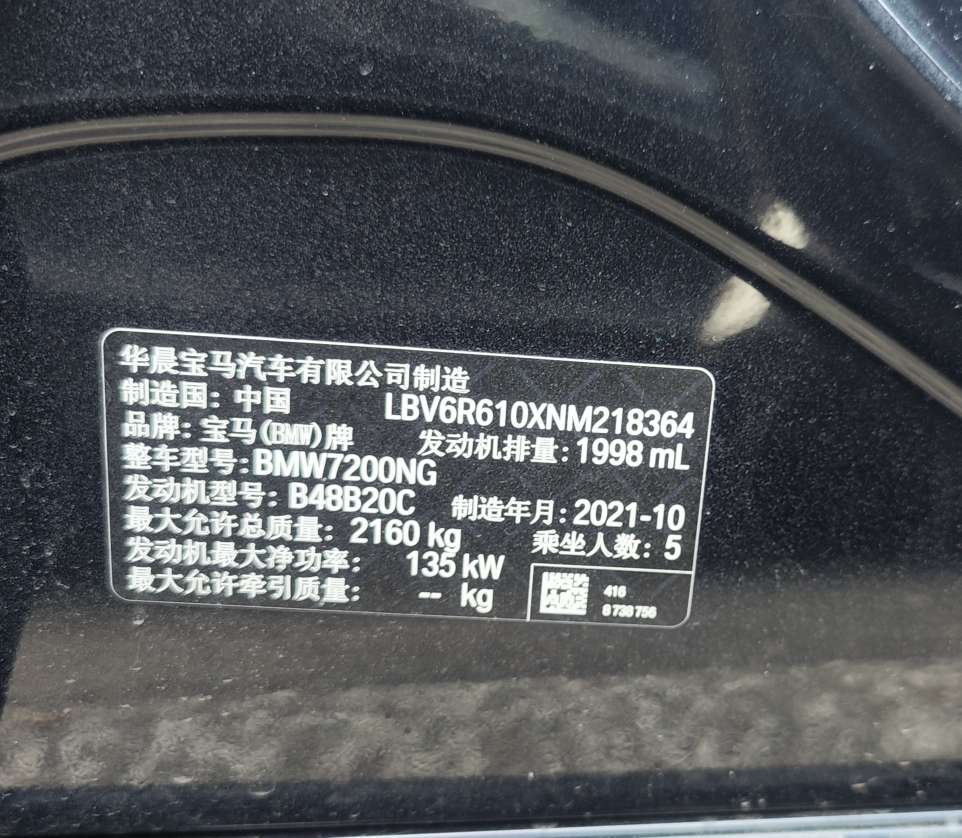 华晨宝马汽车有限公司制造
制造国：中国 LBV6R610XNM218364
品牌：宝马(BMW)牌 发动机排量：1998 mL
整车型号：BMW7200NG
发动机型号：B48B20C 制造年月：2021-10
最大允许总质量：2160 kg 乘坐人数：5
发动机最大净功率：135 kW
最大允许牵引质量：-- kg
416
8738756